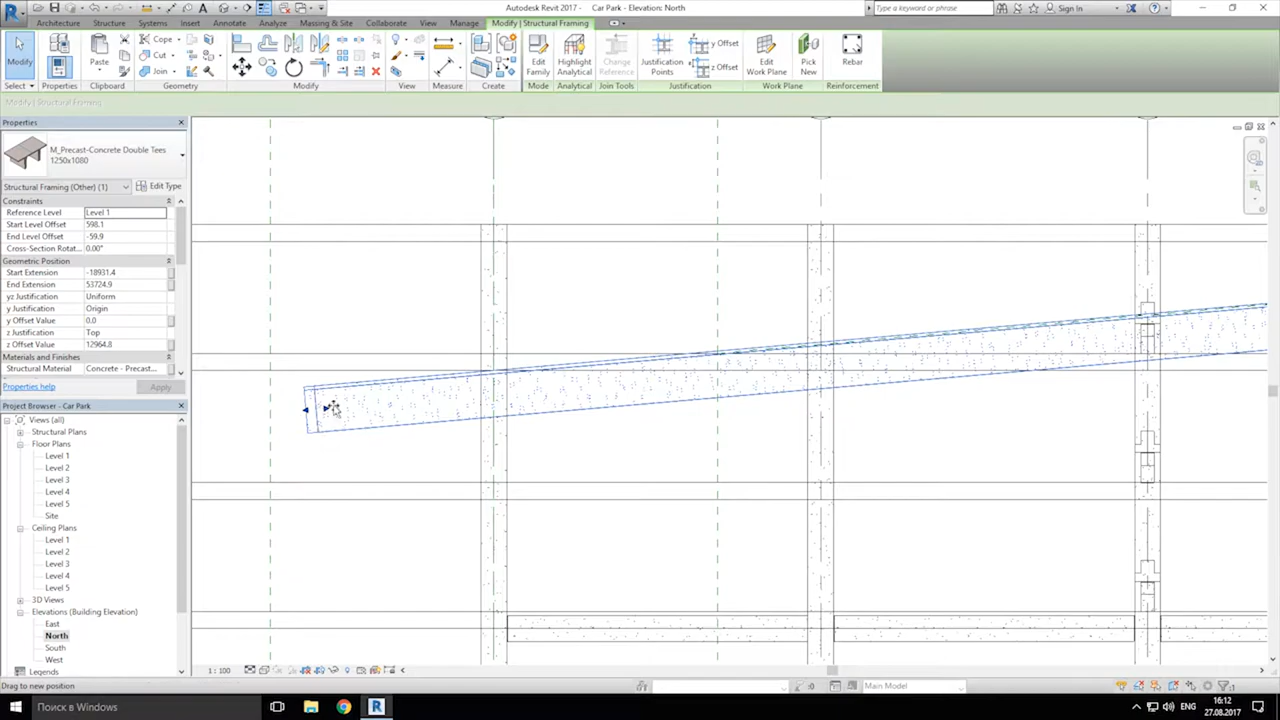 Autodesk Revit 2017 - Car Park - Elevation: North
Type a keyword or phrase
Sign In
Architecture Structure Systems Insert Annotate Analyze Massing & Site Collaborate View Manage Modify | Structural Framing
Modify
Paste
Cope
Cut
Join
Edit Family
Highlight Analytical
Change Reference
Justification Points
y Offset
z Offset
Edit Work Plane
Pick New
Rebar
Select Properties Clipboard Geometry Modify View Measure Create Mode Analytical Join Tools Justification Work Plane Reinforcement
Modify | Structural Framing
Properties
M_Precast-Concrete Double Tees
1250x1080
Structural Framing (Other) (1) Edit Type
Constraints
Reference Level Level 1
Start Level Offset 598.1
End Level Offset -59.9
Cross-Section Rotat... 0.00°
Geometric Position
Start Extension -18931.4
End Extension 53724.9
yz Justification Uniform
y Justification Origin
y Offset Value 0.0
z Justification Top
z Offset Value 12964.8
Materials and Finishes
Structural Material Concrete - Precast...
Properties help Apply
Project Browser - Car Park
Views (all)
Structural Plans
Floor Plans
Level 1
Level 2
Level 3
Level 4
Level 5
Site
Ceiling Plans
Level 1
Level 2
Level 3
Level 4
Level 5
3D Views
Elevations (Building Elevation)
East
North
South
West
Legends
1 : 100
Drag to new position
:0
Main Model
:1
Поиск в Windows
ENG
16:12
27.08.2017